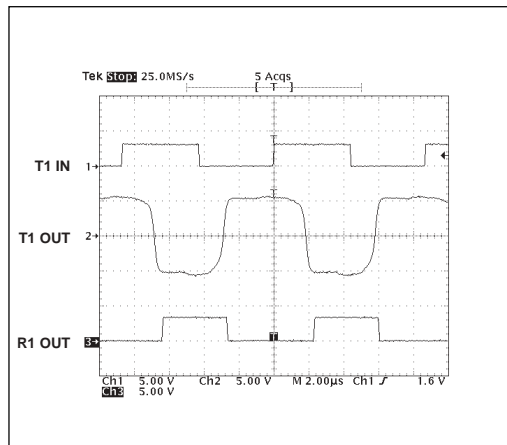 Tek Stop: 25.0MS/s 5 Acqs
[ T ]
T1 IN 1
T1 OUT 2
R1 OUT 3
T
Ch1 5.00 V Ch2 5.00 V M 2.00µs Ch1 1.6 V
Ch3 5.00 V